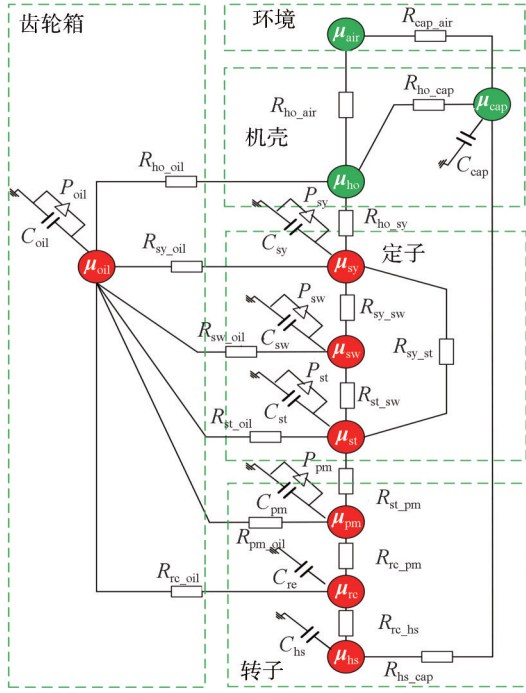 齿轮箱
环境
μair
Rcap_air
Rho_air
Rho_cap
μcap
机壳
Ccap
Rho_oil
μho
Poil
Psy
Rho_sy
Coil
Csy
定子
Rsy_oil
μoil
μsy
Psw
Rsy_sw
Csw
Rsw_oil
μsw
Rsy_st
Pst
Rst_sw
Cst
Rst_oil
μst
Ppm
Cpm
Rst_pm
μpm
Rpm_oil
Rrc_pm
Rrc_oil
Cre
μrc
Rrc_hs
Chs
μhs
Rhs_cap
转子